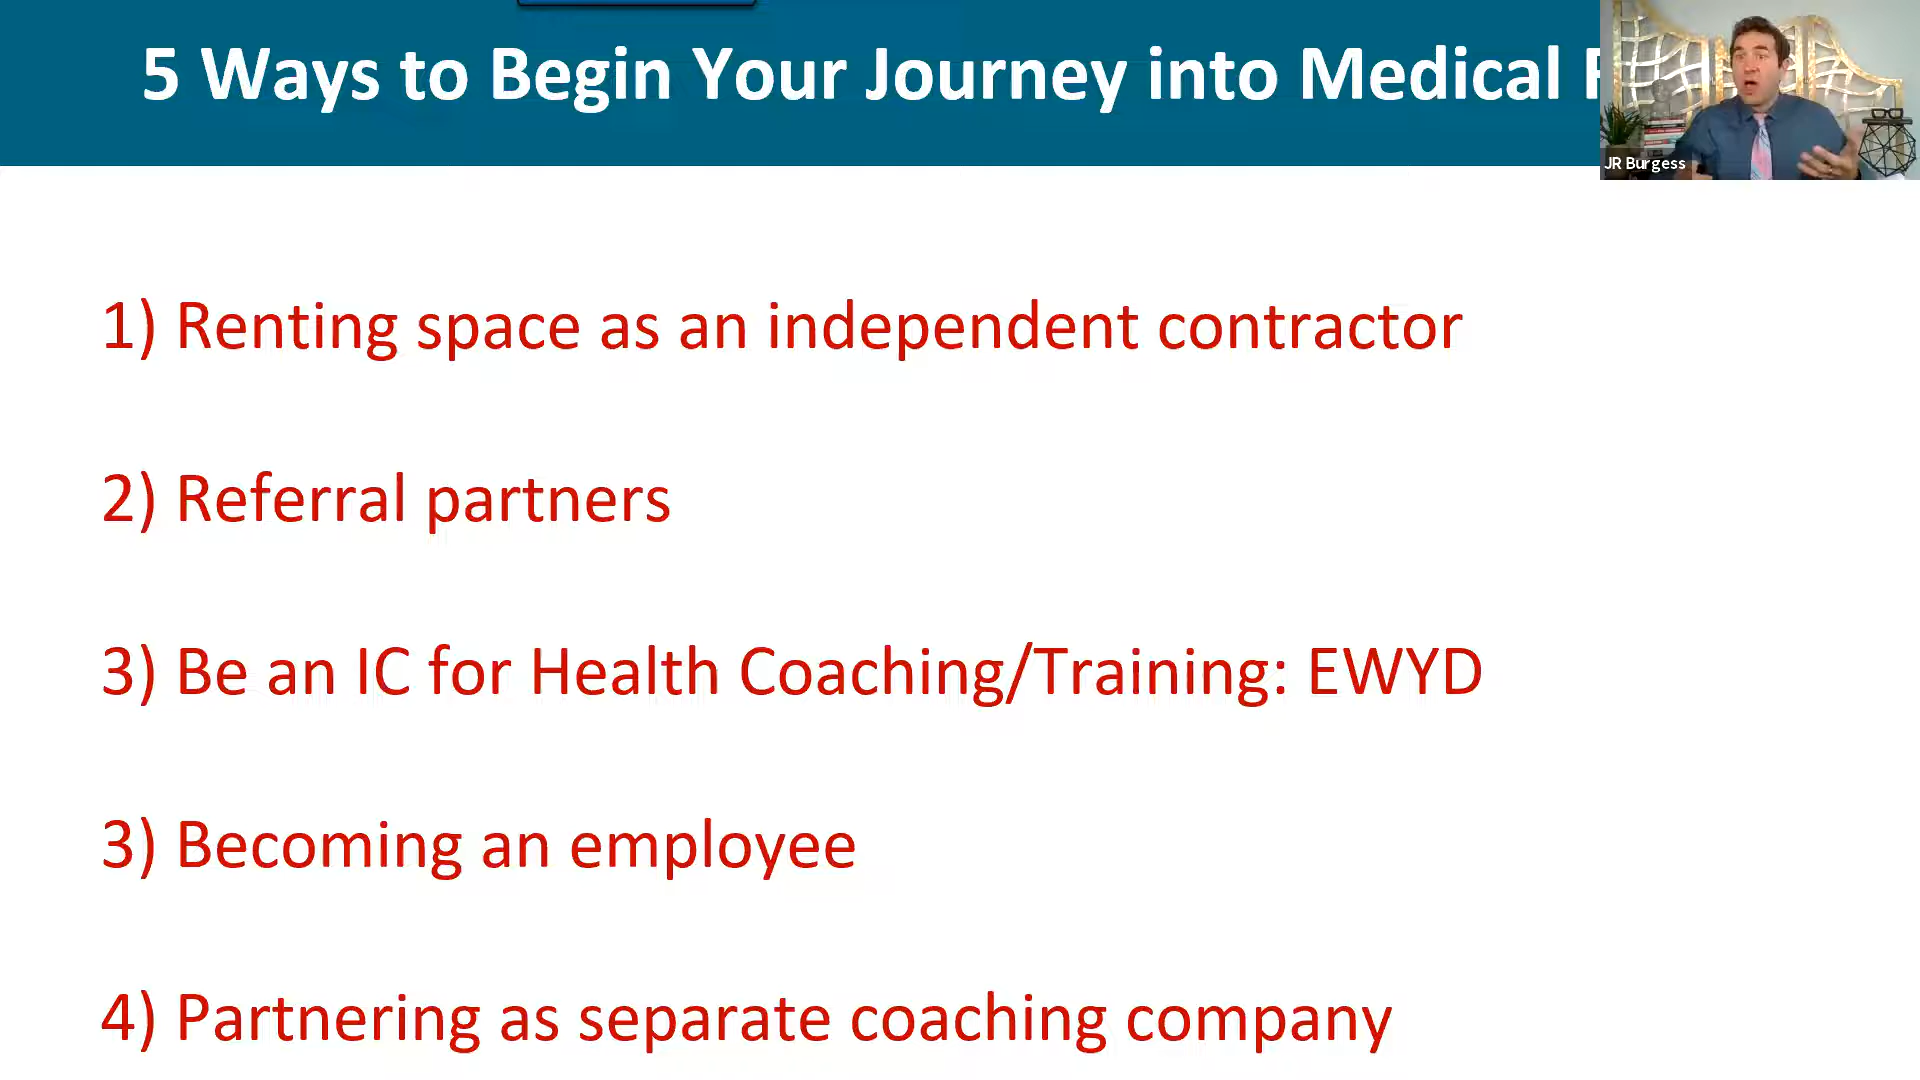 5 Ways to Begin Your Journey into Medical
JR Burgess
1) Renting space as an independent contractor
2) Referral partners
3) Be an IC for Health Coaching/Training: EWYD
3) Becoming an employee
4) Partnering as separate coaching company